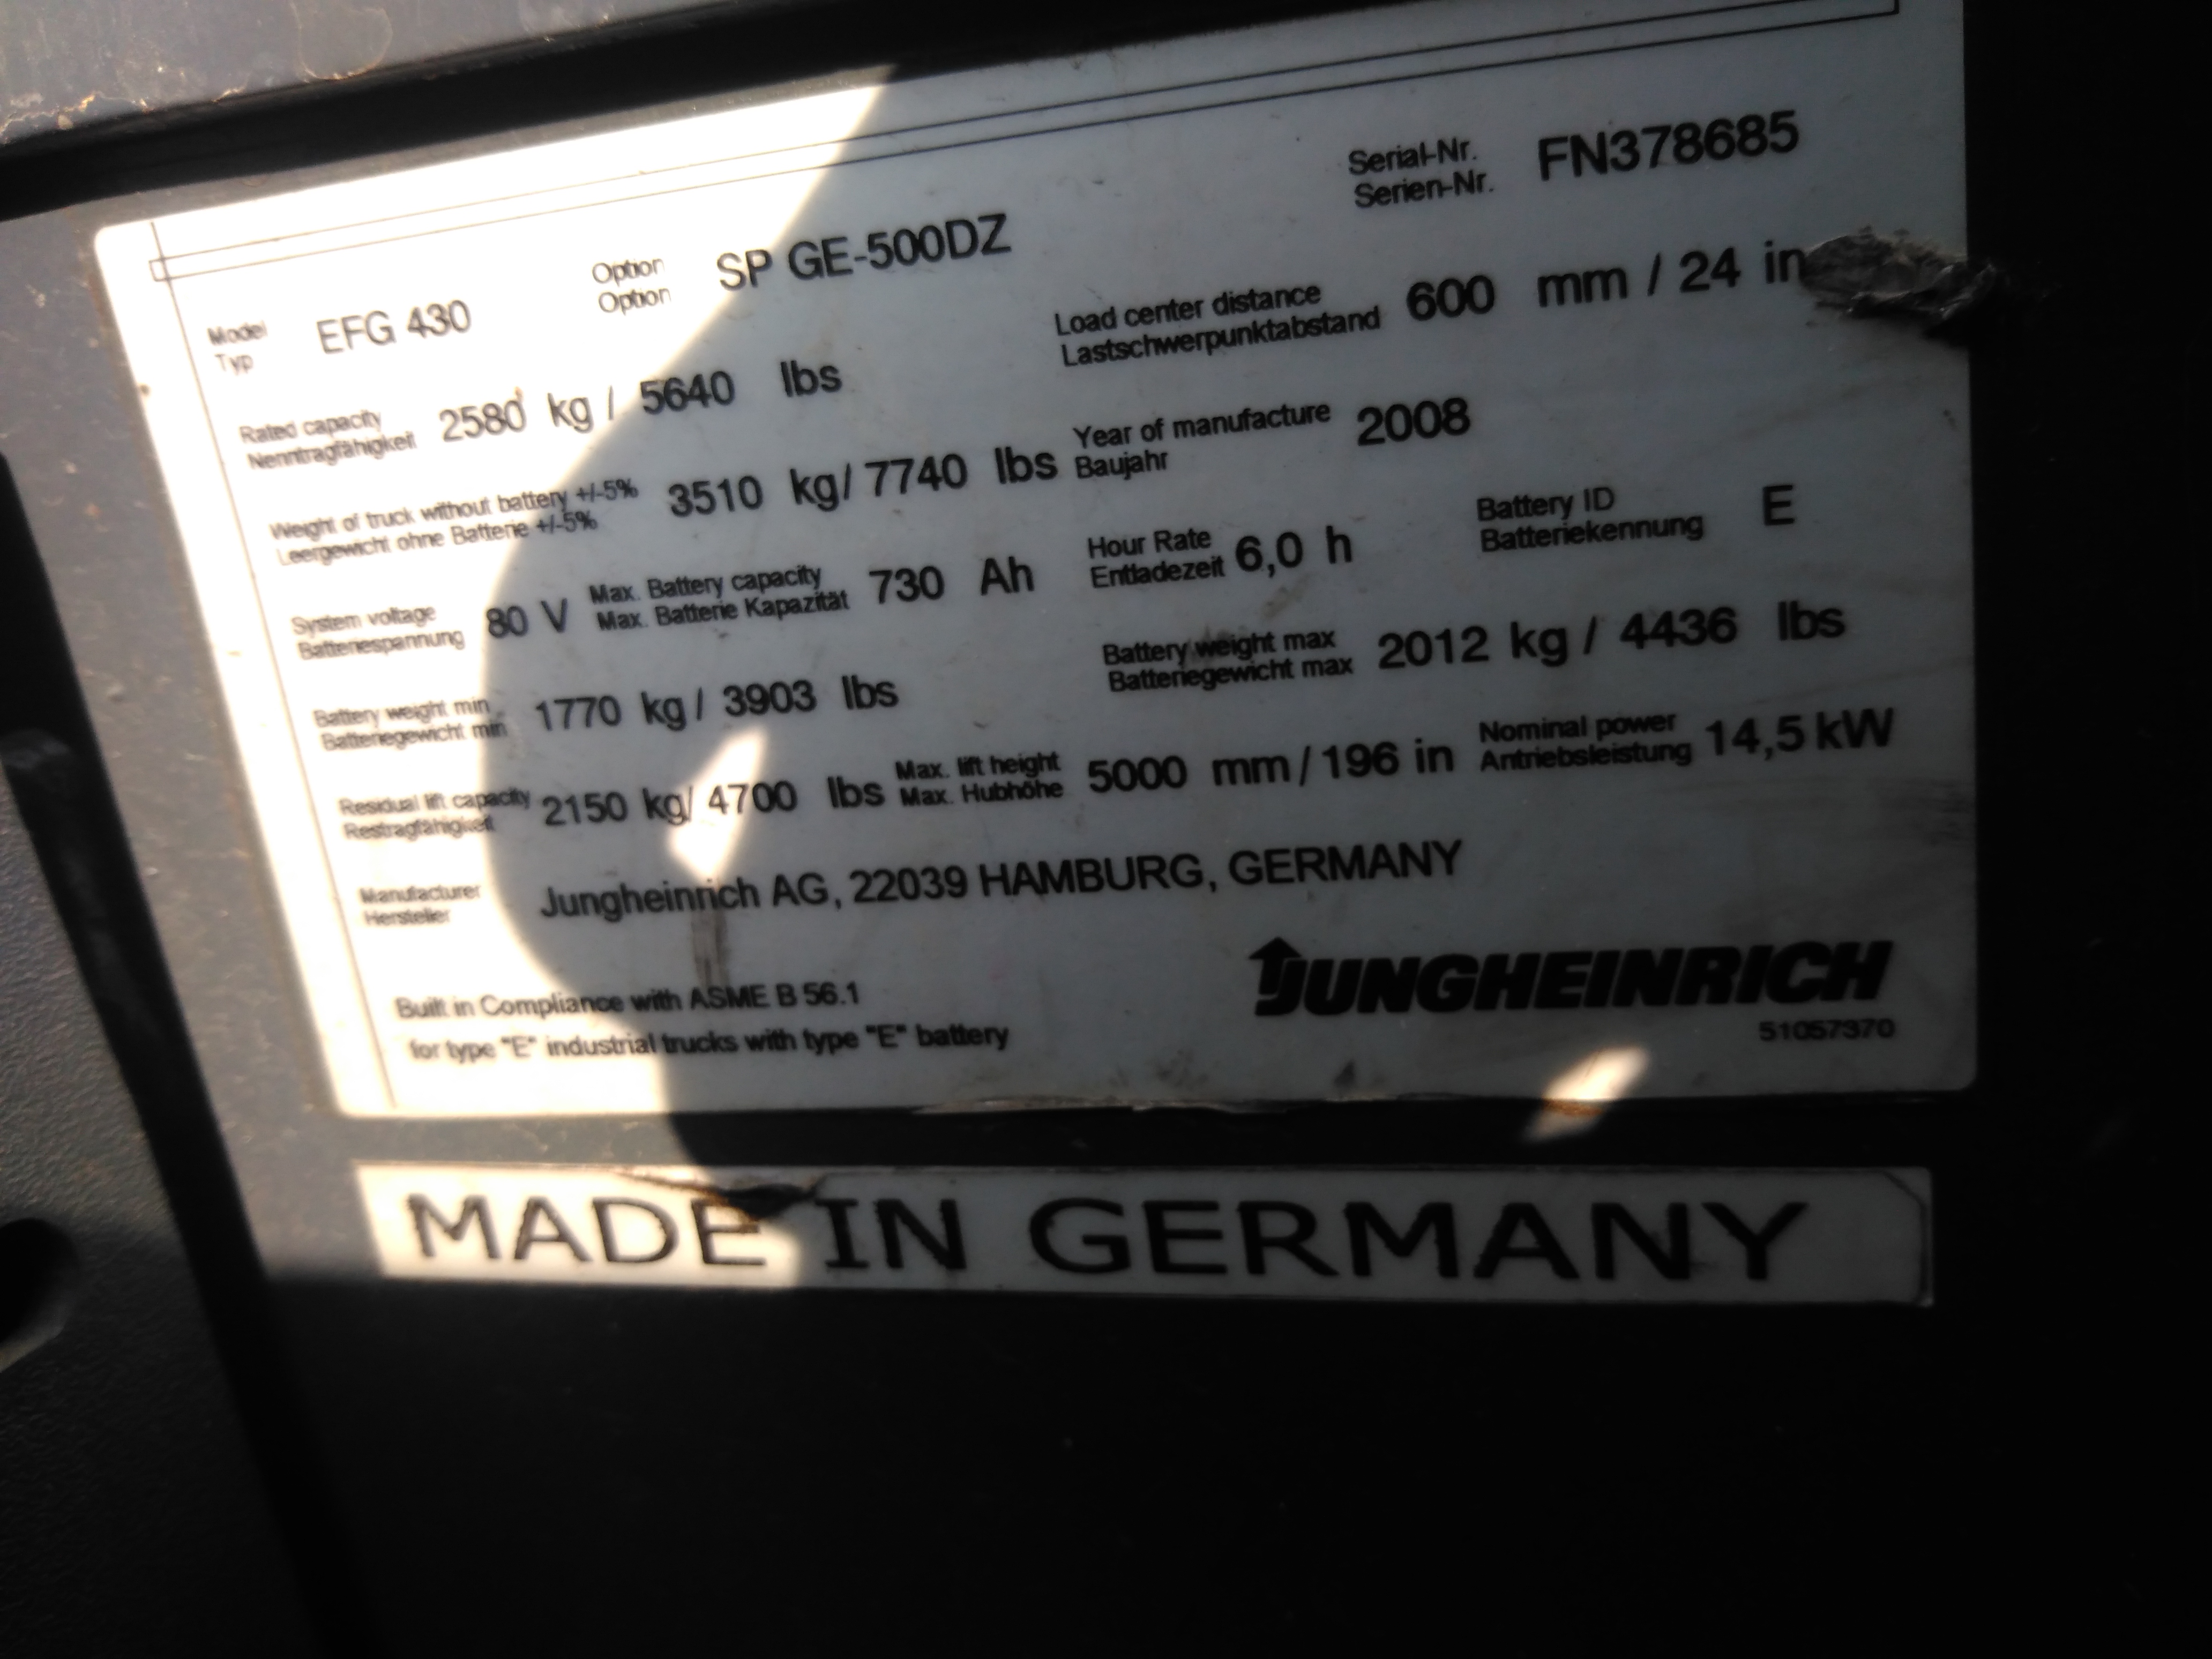 Serial-Nr. FN378685
Serien-Nr.
Model EFG 430 Option SP GE-500DZ
Typ Option
Load center distance 600 mm / 24 in
Lastschwerpunktabstand
Rated capacity 2580 kg / 5640 lbs
Nenntragfähigkeit
Year of manufacture 2008
Baujahr
Weight of truck without battery +/-5% 3510 kg/ 7740 lbs
Leergewicht ohne Batterie +/-5%
Battery ID E
Batteriekennung
System voltage 80 V Max. Battery capacity 730 Ah Hour Rate 6,0 h
Batteriespannung Max. Batterie Kapazität Entladezeit
Battery weight min 1770 kg / 3903 lbs Battery weight max 2012 kg / 4436 lbs
Batteriegewicht min Batteriegewicht max
Residual lift capacity 2150 kg/ 4700 lbs Max. lift height 5000 mm / 196 in Nominal power 14,5 kW
Restragfähigkeit Max. Hubhöhe Antriebsleistung
Manufacturer Jungheinrich AG, 22039 HAMBURG, GERMANY
Hersteller
Built in Compliance with ASME B 56.1
for type "E" industrial trucks with type "E" battery
JUNGHEINRICH
51057370
MADE IN GERMANY